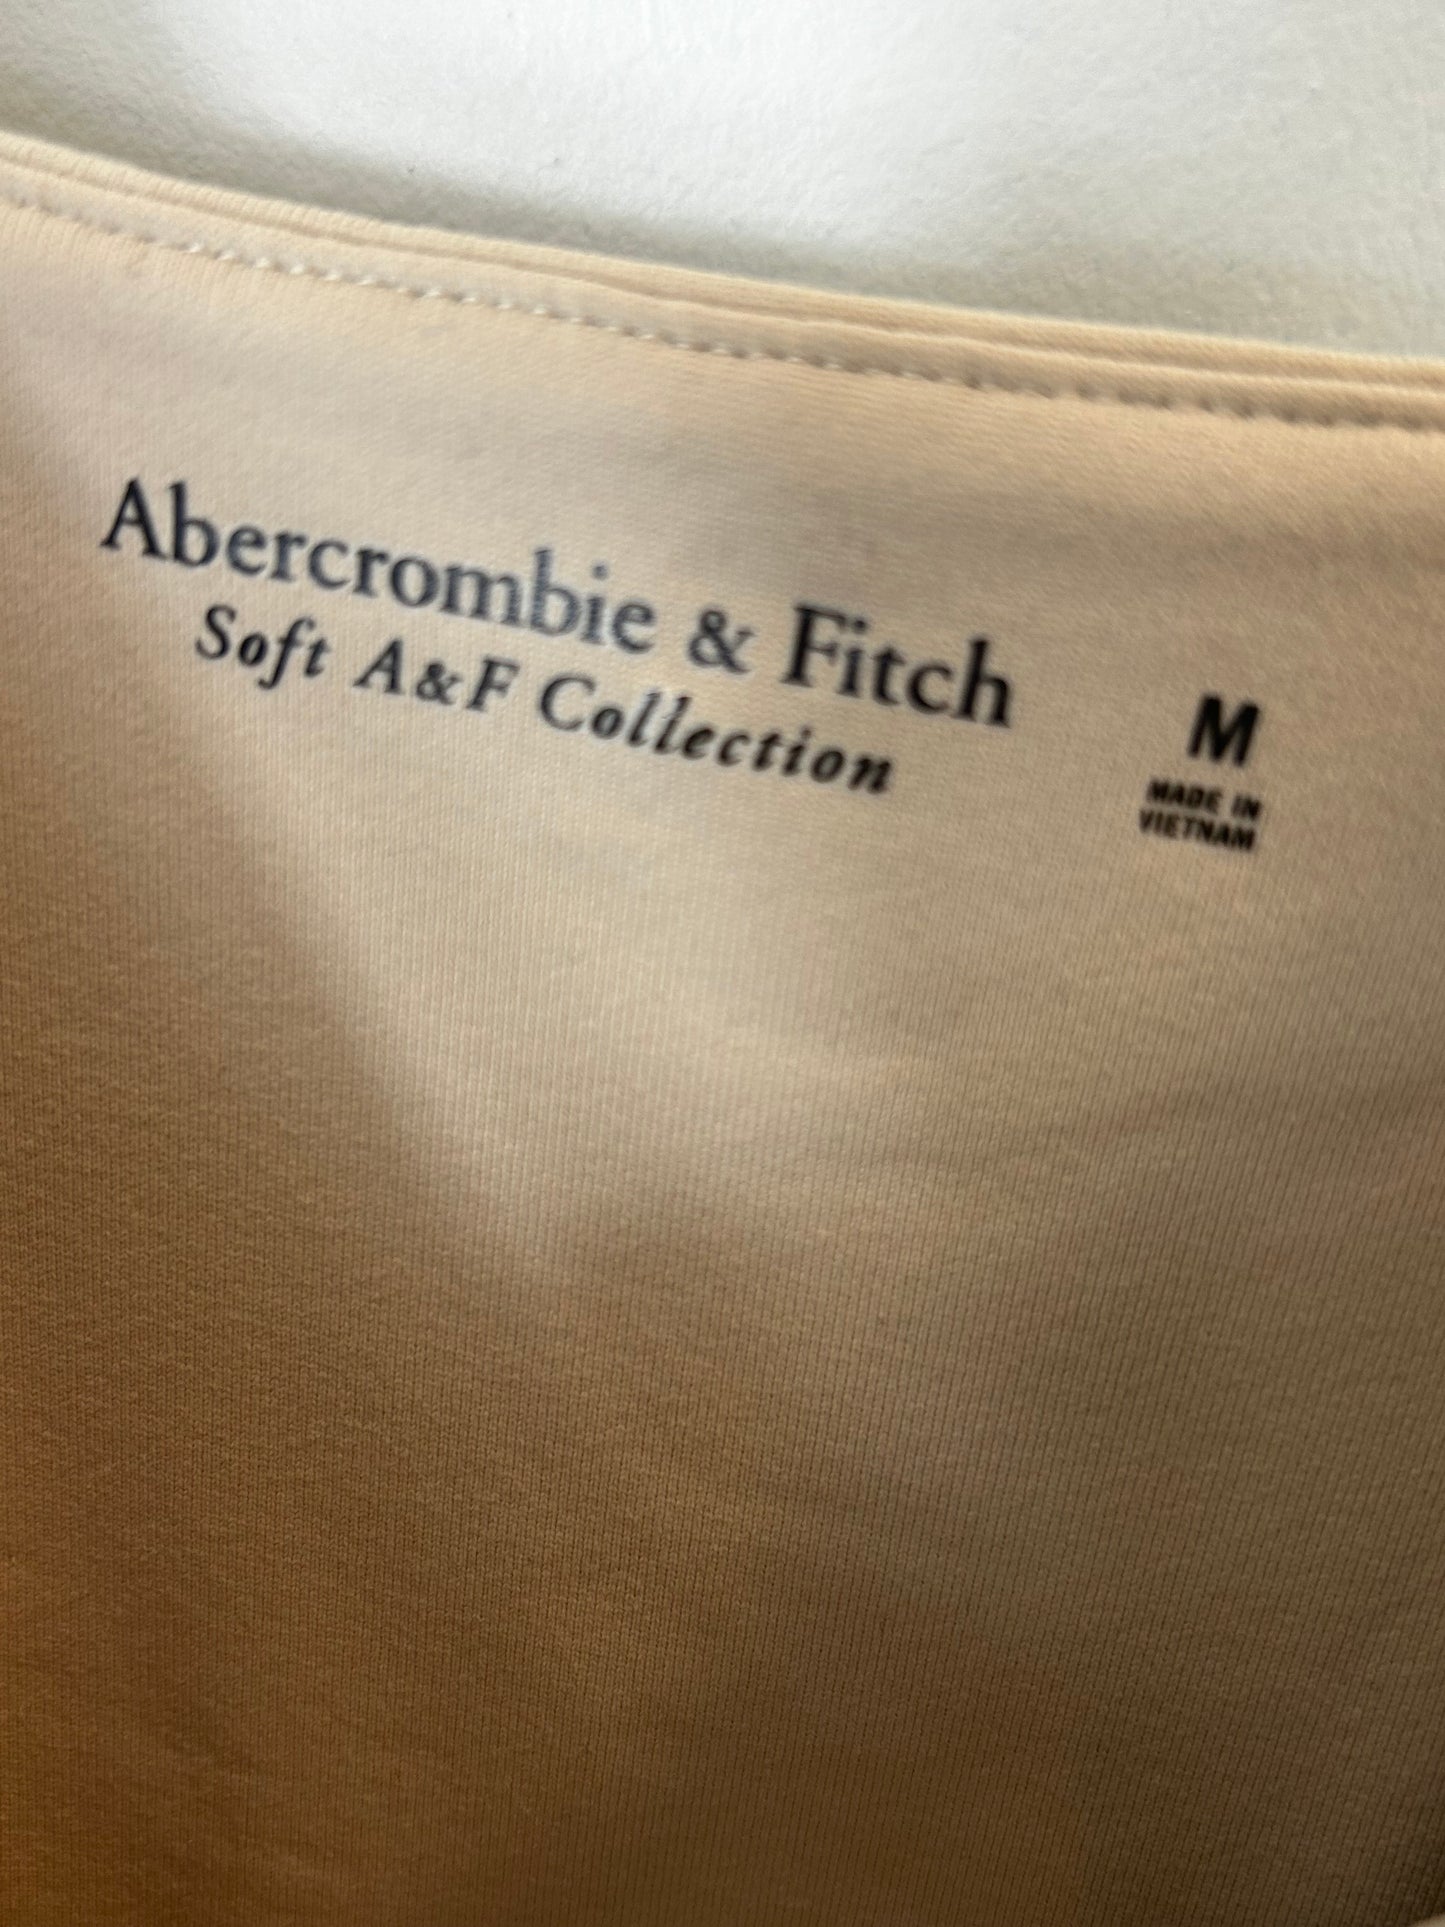 Abercrombie & Fitch
Soft A&F Collection
M
MADE IN
VIETNAM